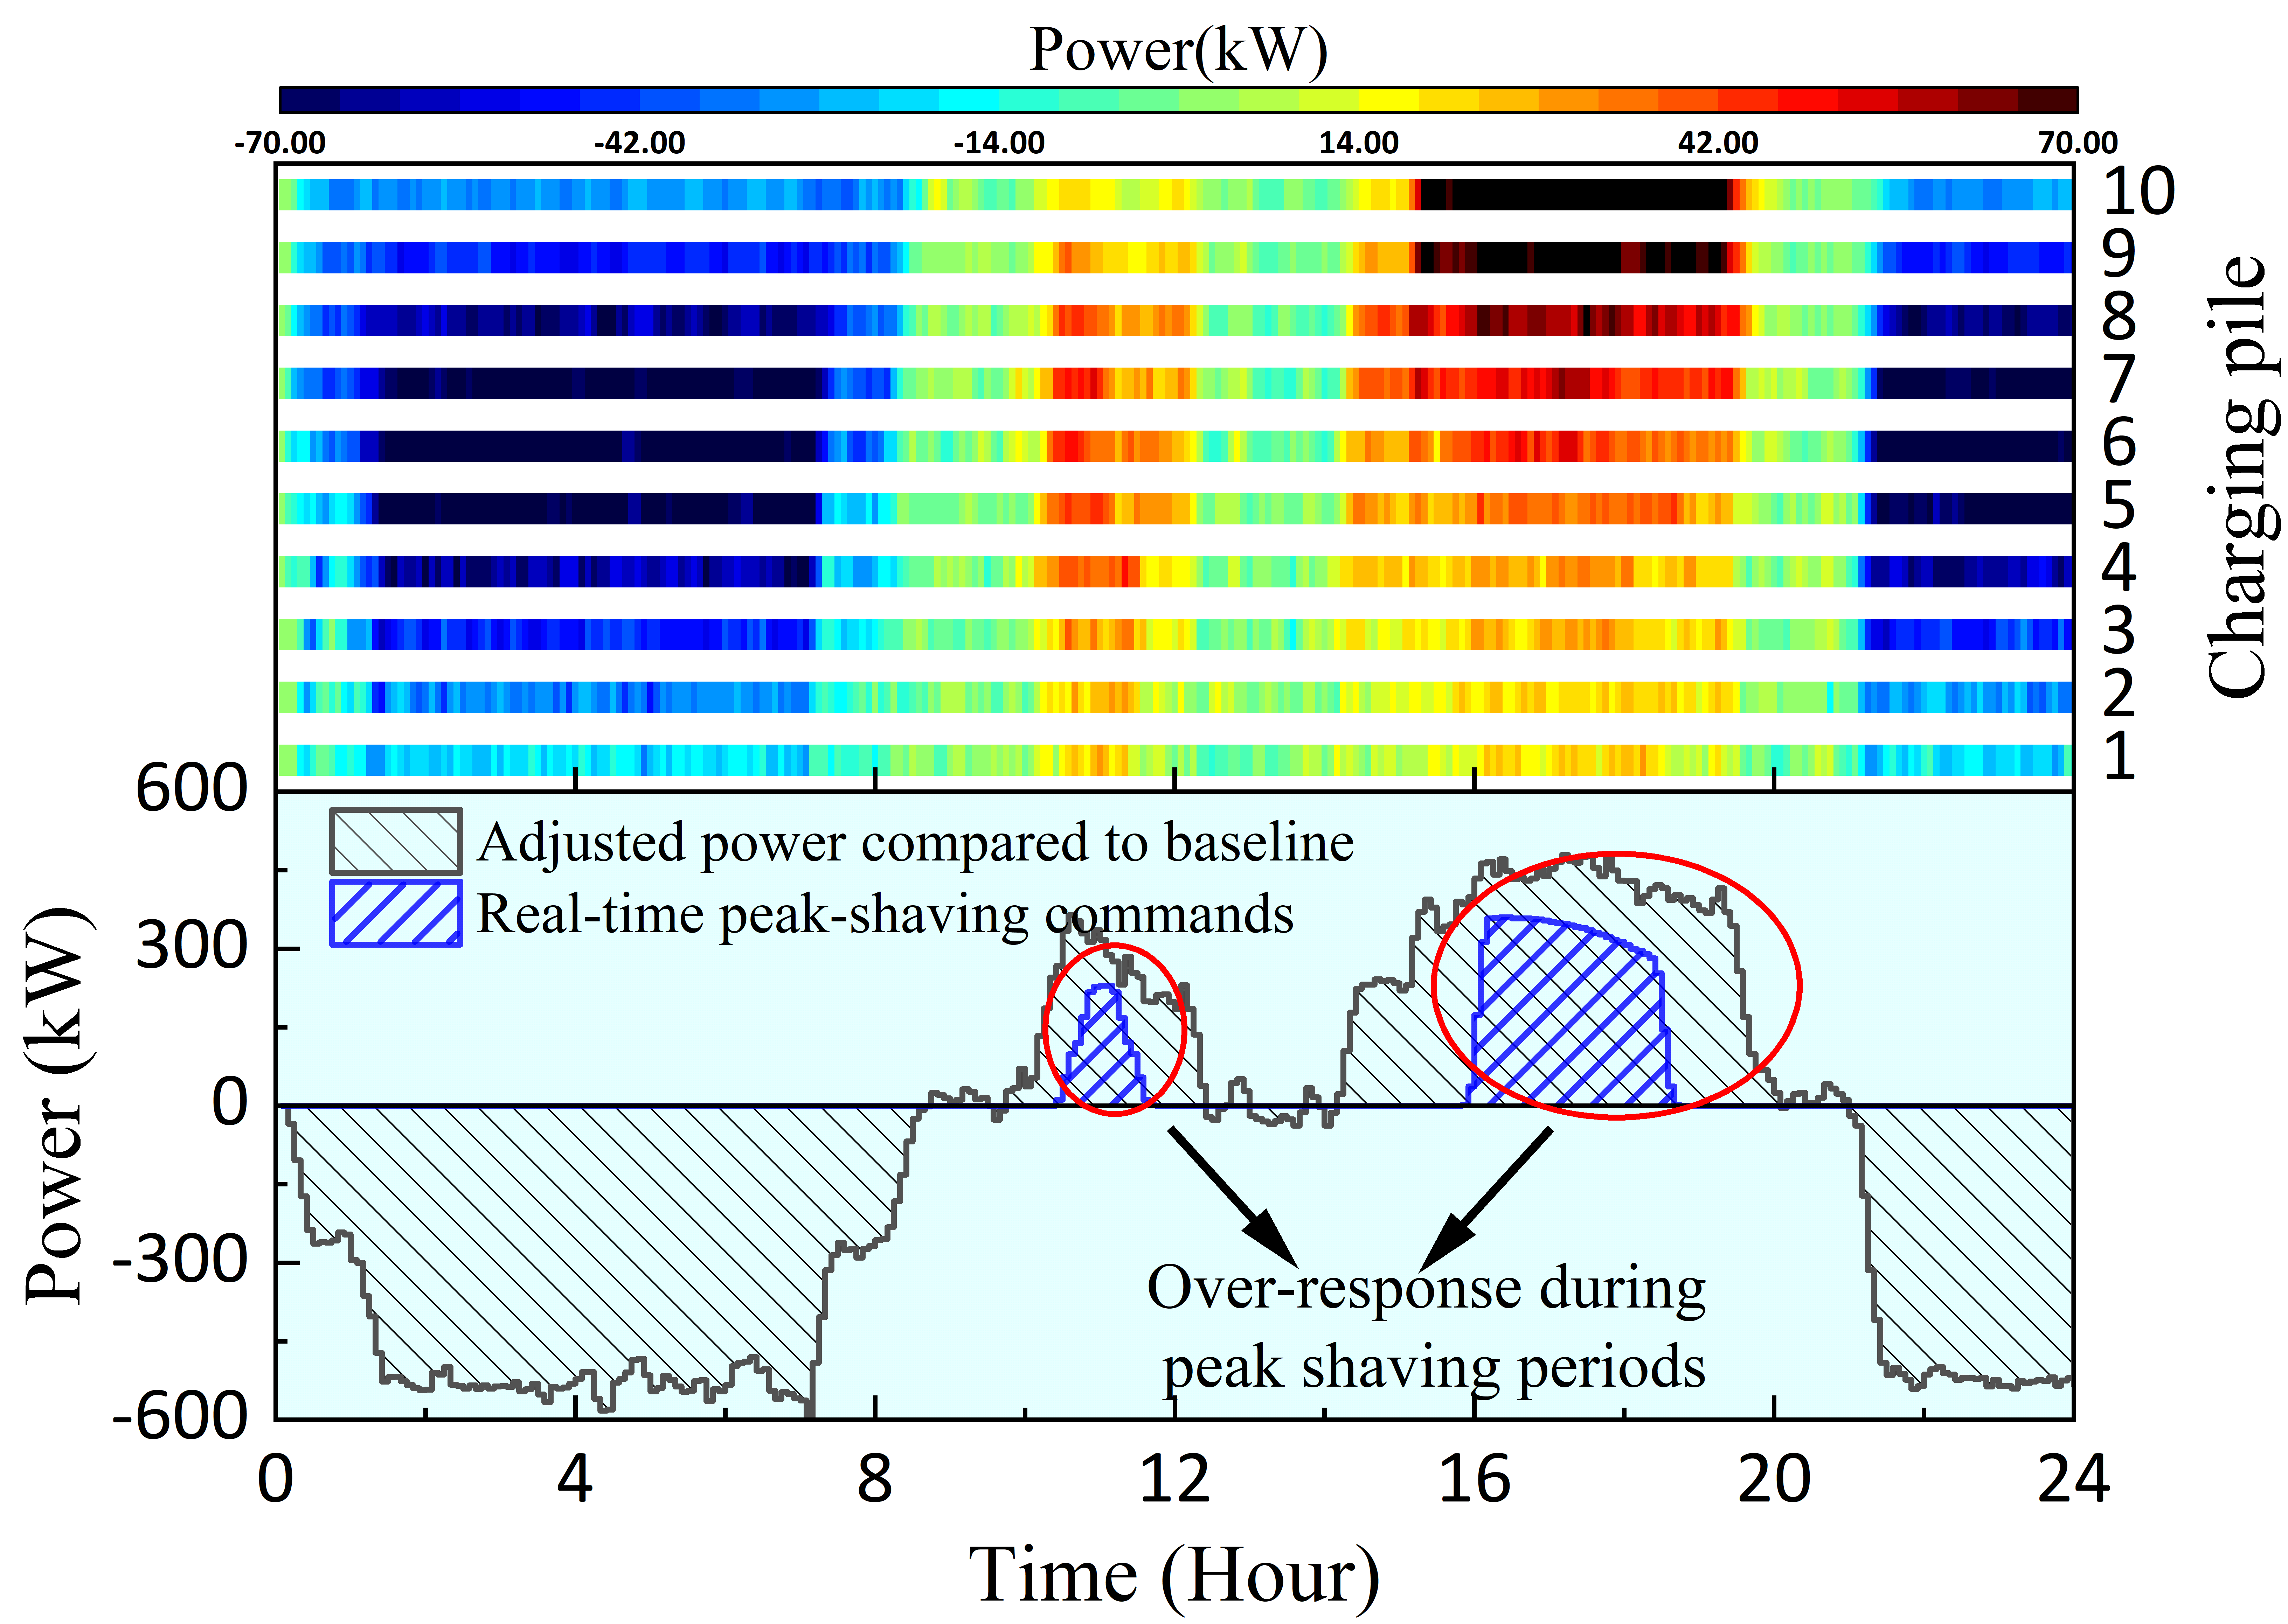 Power(kW)
-70.00 -42.00 -14.00 14.00 42.00 70.00
10
9
8
7
6
5
4
3
2
1
Charging pile
600
300
0
-300
-600
Power (kW)
Adjusted power compared to baseline
Real-time peak-shaving commands
Over-response during
peak shaving periods
0 4 8 12 16 20 24
Time (Hour)